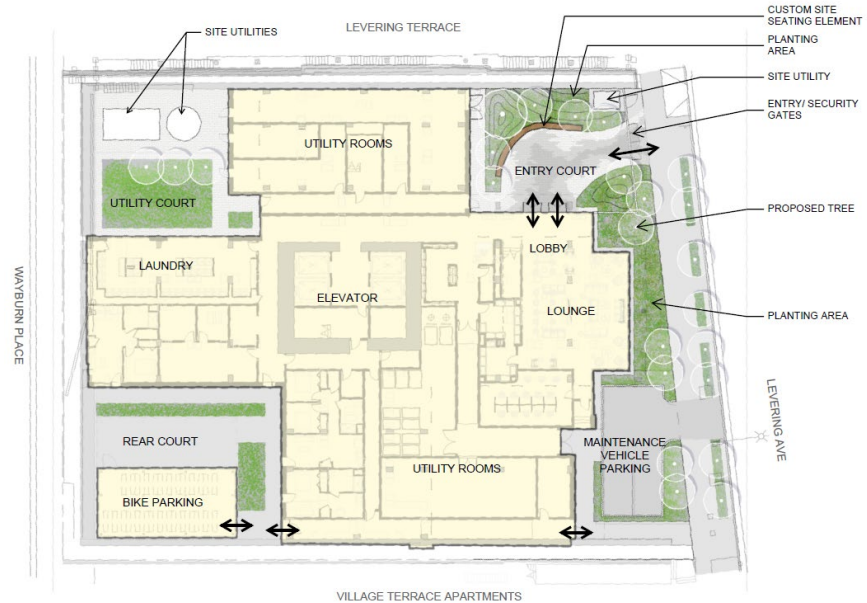 CUSTOM SITE
SEATING ELEMENT
LEVERING TERRACE
SITE UTILITIES
PLANTING
AREA
SITE UTILITY
ENTRY/ SECURITY
GATES
UTILITY ROOMS
ENTRY COURT
UTILITY COURT
PROPOSED TREE
LOBBY
LAUNDRY
ELEVATOR
LOUNGE
PLANTING AREA
WAYBURN PLACE
LEVERING AVE
REAR COURT
MAINTENANCE
VEHICLE
PARKING
UTILITY ROOMS
BIKE PARKING
VILLAGE TERRACE APARTMENTS